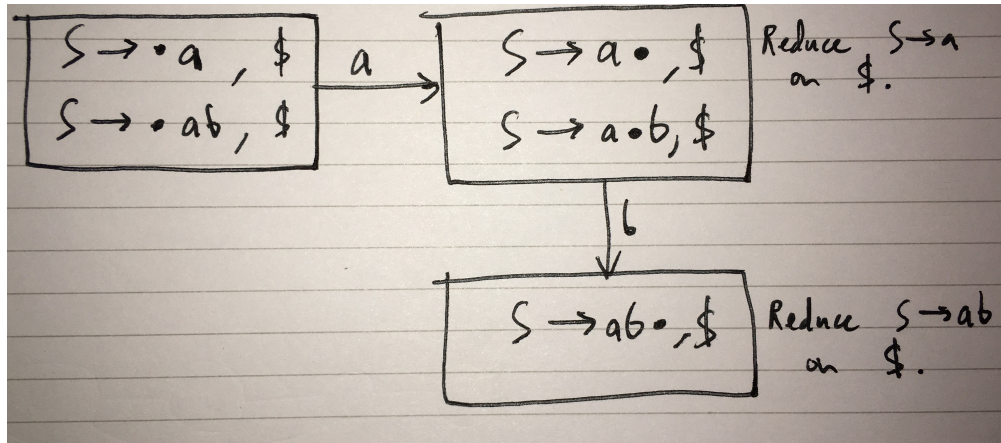 S → • a , $
S → • ab , $
a
S → a • , $
S → a • b, $
Reduce S → a
on $.
b
S → ab • , $
Reduce S → ab
on $.